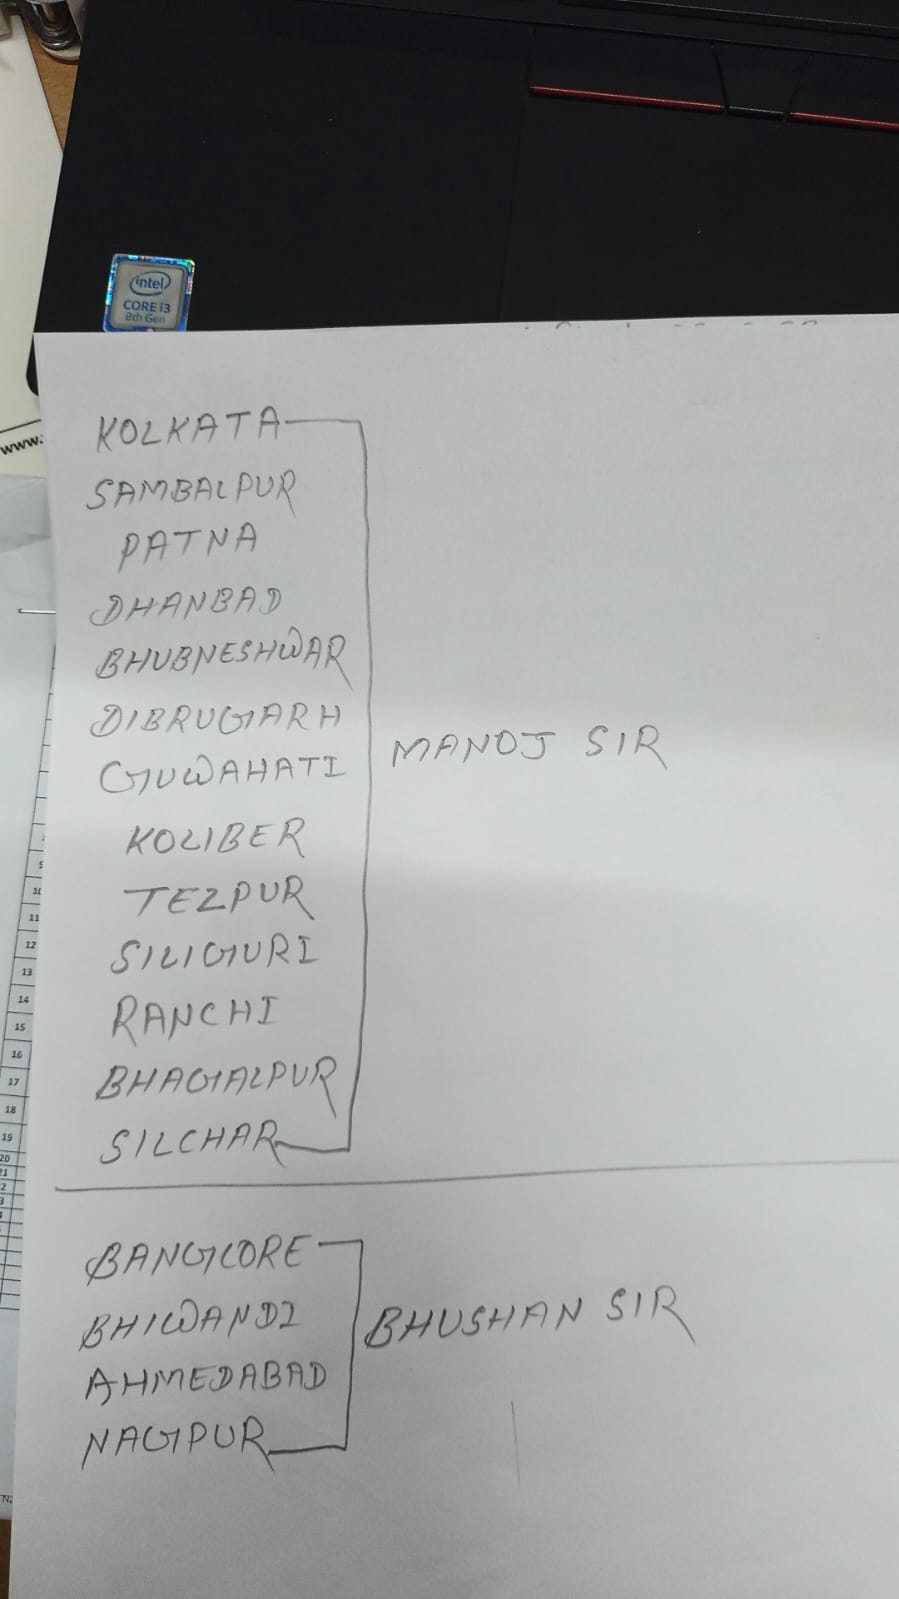 intel
CORE i3
8th Gen
www.
KOLKATA
SAMBALPUR
PATNA
DHANBAD
BHUBNESHWAR
DIBRUGARH
GUWAHATI
MANOJ SIR
KOLIBER
TEZPUR
SILIGURI
RANCHI
BHAGALPUR
SILCHAR
BANGLORE
BHIWANDI
BHUSHAN SIR
AHMEDABAD
NAGPUR
10
11
12
13
14
15
16
17
18
19
20